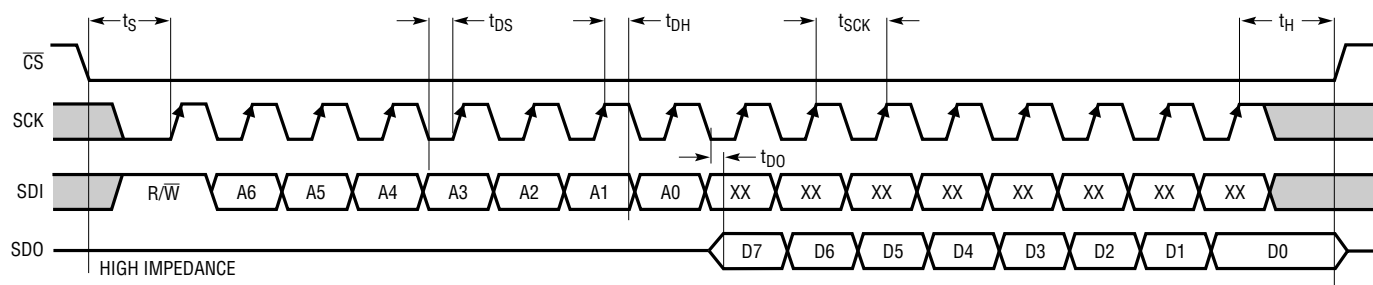 tS tDS tDH tSCK tH
CS
SCK
tDO
SDI R/W A6 A5 A4 A3 A2 A1 A0 XX XX XX XX XX XX XX XX
SDO D7 D6 D5 D4 D3 D2 D1 D0
HIGH IMPEDANCE